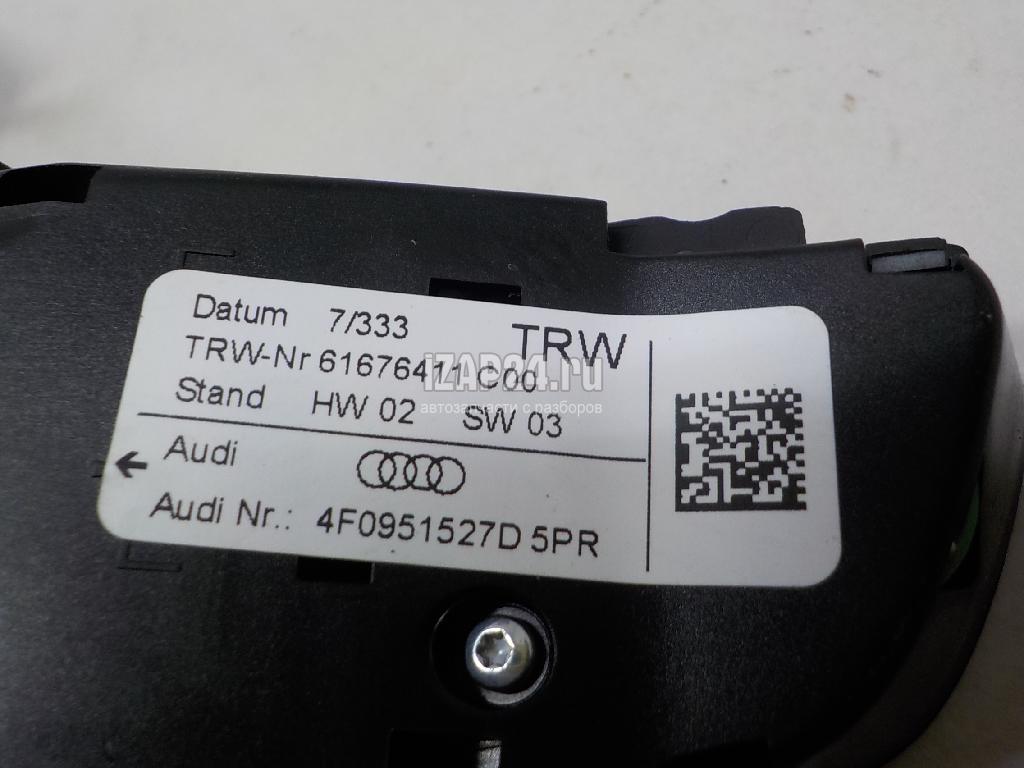 Datum 7/333
TRW
TRW-Nr 61676411 C00
Stand HW 02 SW 03
Audi
Audi Nr.: 4F0951527D 5PR
iZAP24.ru
автозапчасти с разборов